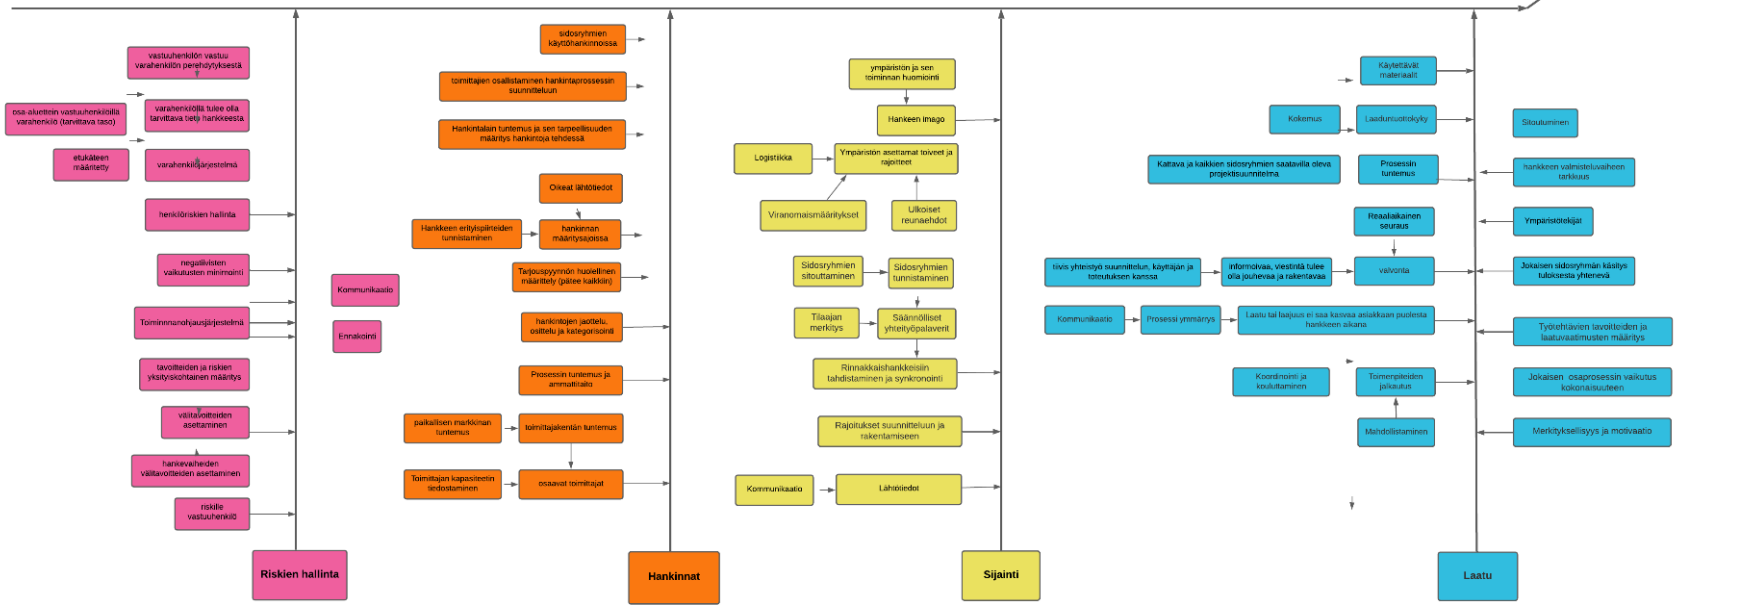 vastuuhenkilön vastuu
varahenkilön perehdytyksestä
osa-aluettein vastuuhenkilöillä
varahenkilö (tarvittava taso)
varahenkilöllä tulee olla
tarvittava tieto hankkeesta
etukäteen
määritetty
varahenkilöjärjestelmä
henkilöriskien hallinta
negatiivisten
vaikutusten minimointi
Toiminnnanohjausjärjestelmä
tavoitteiden ja riskien
yksityiskohtainen määritys
välitavoitteiden
asettaminen
hankevaiheiden
välitavoitteiden asettaminen
riskille
vastuuhenkilö
Kommunikaatio
Ennakointi
Riskien hallinta
sidosryhmien
käyttöhankinnoissa
toimittajien osallistaminen hankintaprosessin
suunnitteluun
Hankintalain tuntemus ja sen tarpeellisuuden
määritys hankintoja tehdessä
Oikeat lähtötiedot
Hankkeen erityispiirteiden
tunnistaminen
hankinnan
määritysajoissa
Tarjouspyynnön huolellinen
määrittely (pätee kaikkiin)
hankintojen jaottelu,
osittelu ja kategorisointi
Prosessin tuntemus ja
ammattitaito
paikallisen markkinan
tuntemus
toimittajakentän tuntemus
Toimittajan kapasiteetin
tiedostaminen
osaavat toimittajat
Hankinnat
ympäristön ja sen
toiminnan huomiointi
Hankeen imago
Logistiikka
Ympäristön asettamat toiveet ja
rajoitteet
Viranomaismääritykset
Ulkoiset
reunaehdot
Sidosryhmien
sitouttaminen
Sidosryhmien
tunnistaminen
Tilaajan
merkitys
Säännölliset
yhteityöpalaverit
Rinnakkaishankkeisiin
tahdistaminen ja synkronointi
Rajoitukset suunnitteluun ja
rakentamiseen
Kommunikaatio
Lähtötiedot
Sijainti
Käytettävät
materiaalit
Kokemus
Laaduntuottokyky
Sitoutuminen
Kattava ja kaikkien sidosryhmien saatavilla oleva
projektisuunnitelma
Prosessin
tuntemus
hankkeen valmisteluvaiheen
tarkkuus
Reaaliaikainen
seuraus
Ympäristötekijät
tiivis yhteistyö suunnittelun, käyttäjän ja
toteutuksen kanssa
informoivaa, viestintä tulee
olla jouhevaa ja rakentavaa
valvonta
Jokaisen sidosryhmän käsitys
tuloksesta yhtenevä
Kommunikaatio
Prosessi ymmärrys
Laatu tai laajuus ei saa kasvaa asiakkaan puolesta
hankkeen aikana
Työtehtävien tavoitteiden ja
laatuvaatimusten määritys
Koordinointi ja
kouluttaminen
Toimenpiteiden
jalkautus
Jokaisen osaprosessin vaikutus
kokonaisuuteen
Mahdollistaminen
Merkityksellisyys ja motivaatio
Laatu